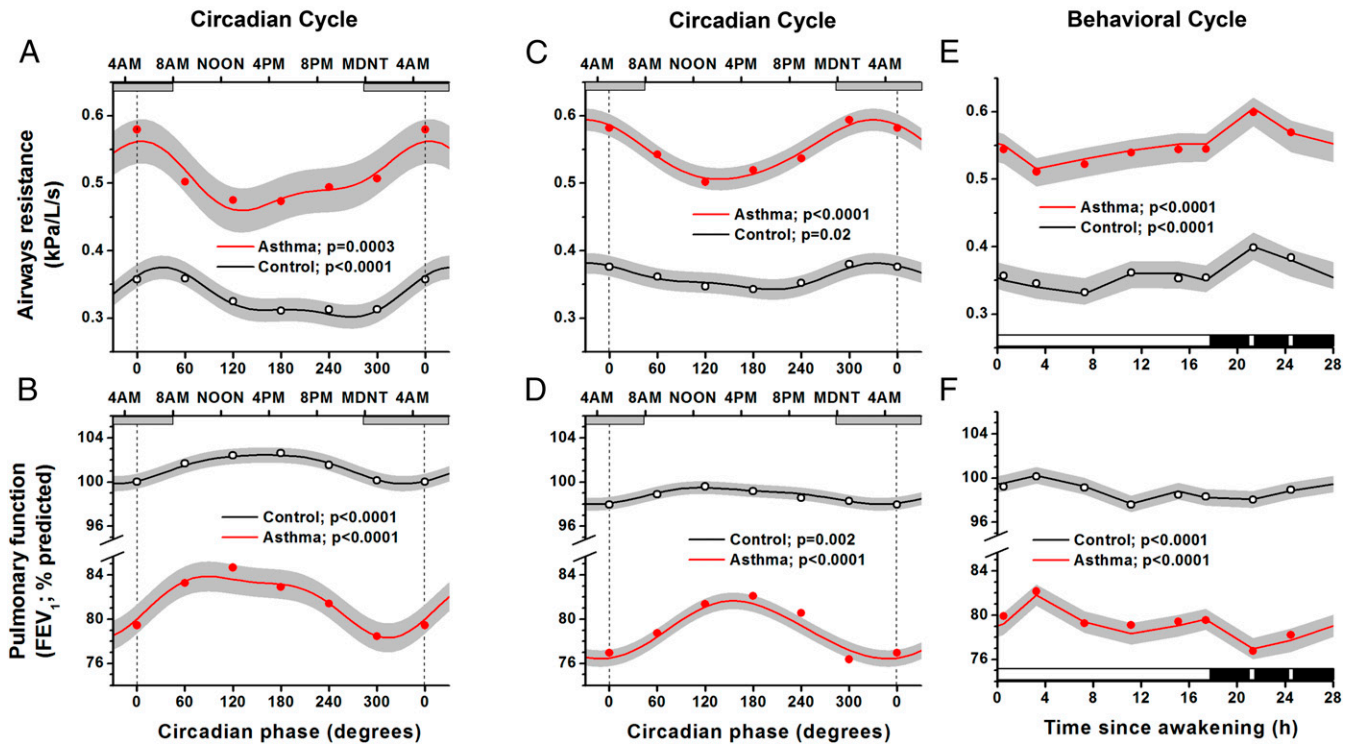 Circadian Cycle
Circadian Cycle
Behavioral Cycle
A
4AM 8AM NOON 4PM 8PM MDNT 4AM
Airways resistance
(kPa/L/s)
0.6
0.5
0.4
0.3
Asthma; p=0.0003
Control; p<0.0001
0 60 120 180 240 300 0
C
4AM 8AM NOON 4PM 8PM MDNT 4AM
0.6
0.5
0.4
0.3
Asthma; p<0.0001
Control; p=0.02
0 60 120 180 240 300 0
E
0.6
0.5
0.4
0.3
Asthma; p<0.0001
Control; p<0.0001
0 4 8 12 16 20 24 28
B
4AM 8AM NOON 4PM 8PM MDNT 4AM
Pulmonary function
(FEV1; % predicted)
104
100
96
84
80
76
Control; p<0.0001
Asthma; p<0.0001
0 60 120 180 240 300 0
Circadian phase (degrees)
D
4AM 8AM NOON 4PM 8PM MDNT 4AM
104
100
96
84
80
76
Control; p=0.002
Asthma; p<0.0001
0 60 120 180 240 300 0
Circadian phase (degrees)
F
104
100
96
84
80
76
Control; p<0.0001
Asthma; p<0.0001
0 4 8 12 16 20 24 28
Time since awakening (h)